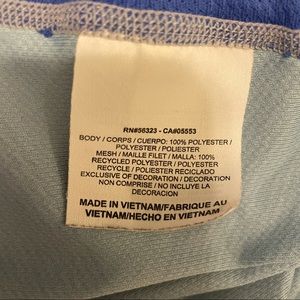 RN#56323 - CA#05553
BODY / CORPS / CUERPO: 100% POLYESTER /
POLYESTER / POLIESTER
MESH / MAILLE FILET / MALLA: 100%
RECYCLED POLYESTER / POLYESTER
RECYCLE / POLIESTER RECICLADO
EXCLUSIVE OF DECORATION / DECORATION
NON COMPRISE / NO INCLUYE LA
DECORACION
MADE IN VIETNAM/FABRIQUE AU
VIETNAM/HECHO EN VIETNAM